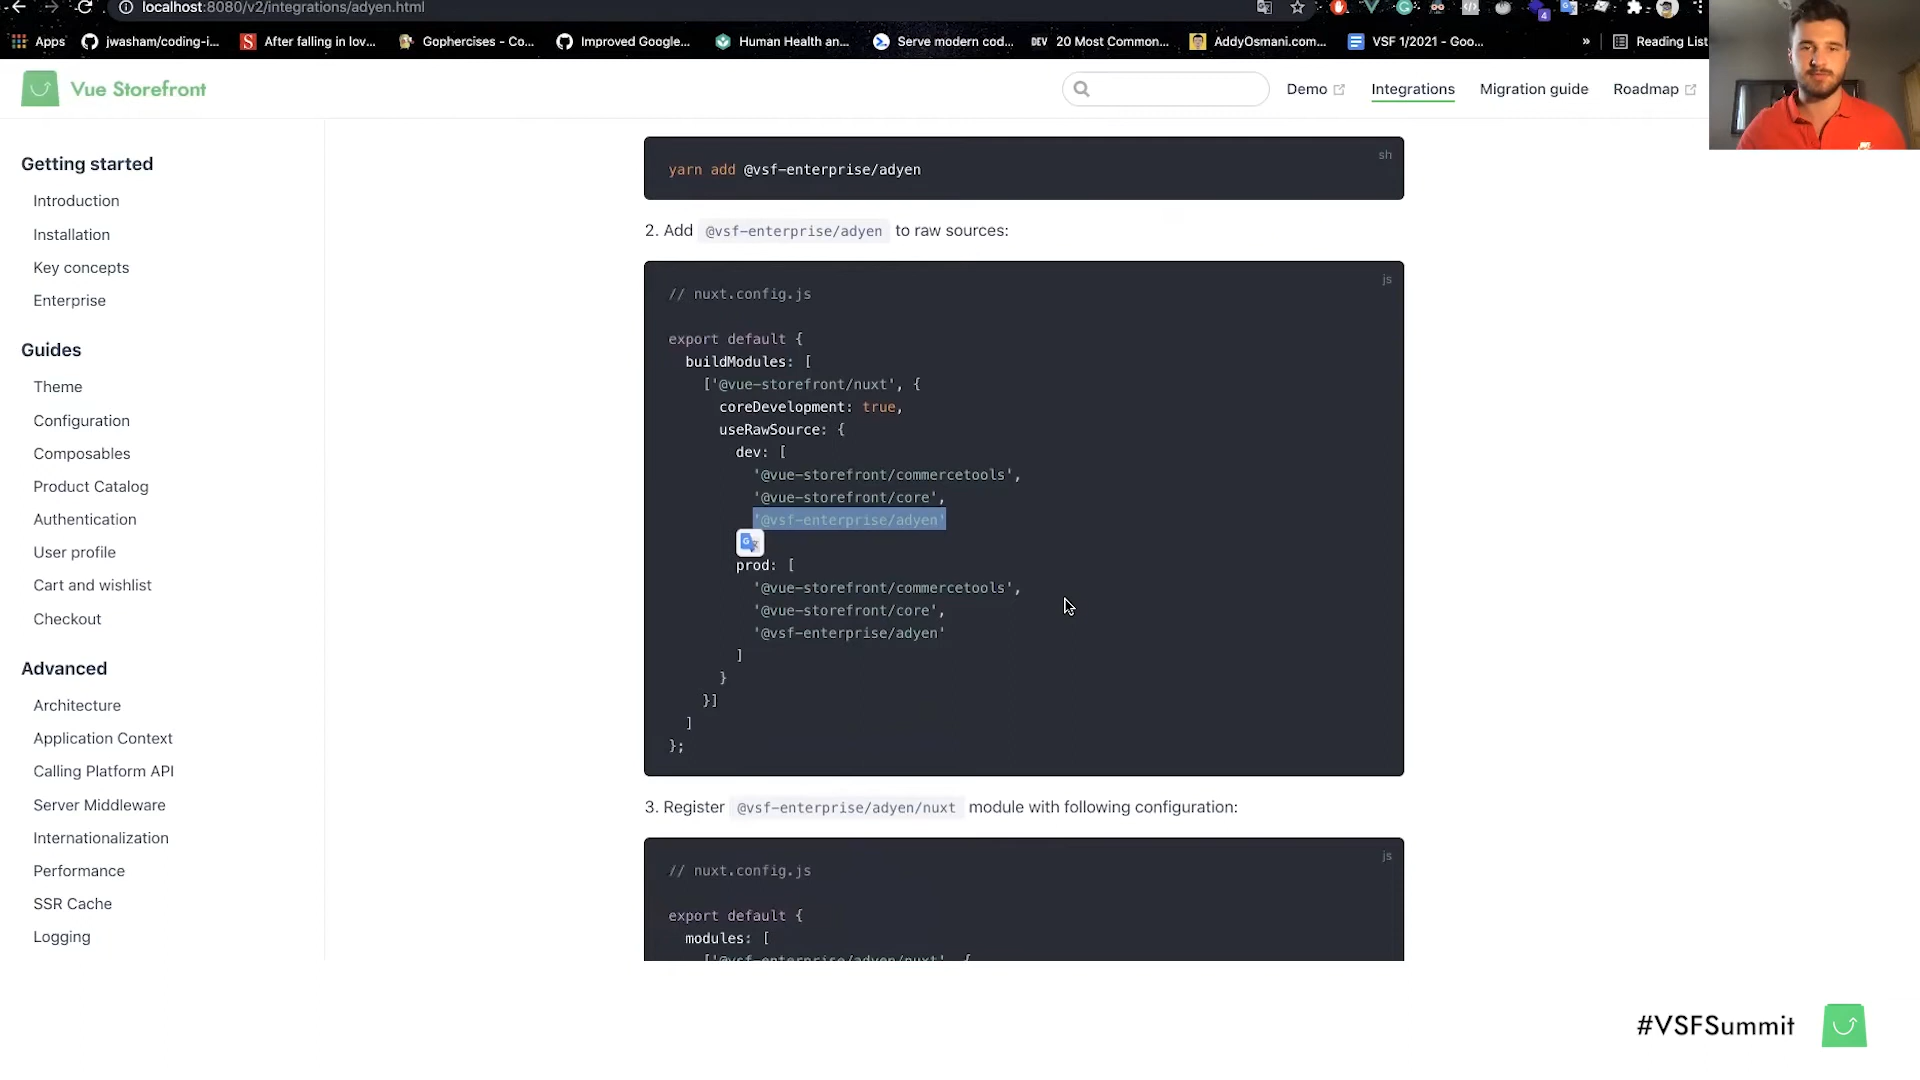 localhost:8080/v2/integrations/adyen.html
4
Apps
jwasham/coding-i...
After falling in lov...
Gophercises - Co...
Improved Google...
Human Health an...
Serve modern cod...
DEV 20 Most Common...
AddyOsmani.com...
VSF 1/2021 - Goo...
»
Reading List
Vue Storefront
Demo
Integrations
Migration guide
Roadmap
Getting started
Introduction
Installation
Key concepts
Enterprise
Guides
Theme
Configuration
Composables
Product Catalog
Authentication
User profile
Cart and wishlist
Checkout
Advanced
Architecture
Application Context
Calling Platform API
Server Middleware
Internationalization
Performance
SSR Cache
Logging
sh
yarn add @vsf-enterprise/adyen
2. Add @vsf-enterprise/adyen to raw sources:
js
// nuxt.config.js
export default {
buildModules: [
['@vue-storefront/nuxt', {
coreDevelopment: true,
useRawSource: {
dev: [
'@vue-storefront/commercetools',
'@vue-storefront/core',
'@vsf-enterprise/adyen'
prod: [
'@vue-storefront/commercetools',
'@vue-storefront/core',
'@vsf-enterprise/adyen'
]
}
}]
]
};
3. Register @vsf-enterprise/adyen/nuxt module with following configuration:
js
// nuxt.config.js
export default {
modules: [
['@vsf-enterprise/adyen/nuxt', {
#VSFSummit